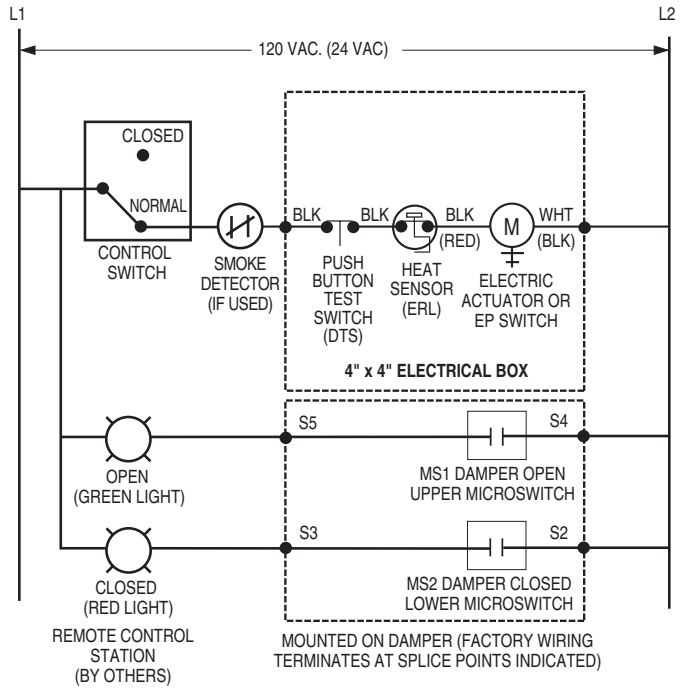 L1
L2
120 VAC. (24 VAC)
CLOSED
NORMAL
CONTROL
SWITCH
SMOKE
DETECTOR
(IF USED)
BLK
BLK
BLK
(RED)
M
WHT
(BLK)
PUSH
BUTTON
TEST
SWITCH
(DTS)
HEAT
SENSOR
(ERL)
ELECTRIC
ACTUATOR OR
EP SWITCH
4" x 4" ELECTRICAL BOX
OPEN
(GREEN LIGHT)
S5
S4
MS1 DAMPER OPEN
UPPER MICROSWITCH
CLOSED
(RED LIGHT)
S3
S2
MS2 DAMPER CLOSED
LOWER MICROSWITCH
REMOTE CONTROL
STATION
(BY OTHERS)
MOUNTED ON DAMPER (FACTORY WIRING
TERMINATES AT SPLICE POINTS INDICATED)